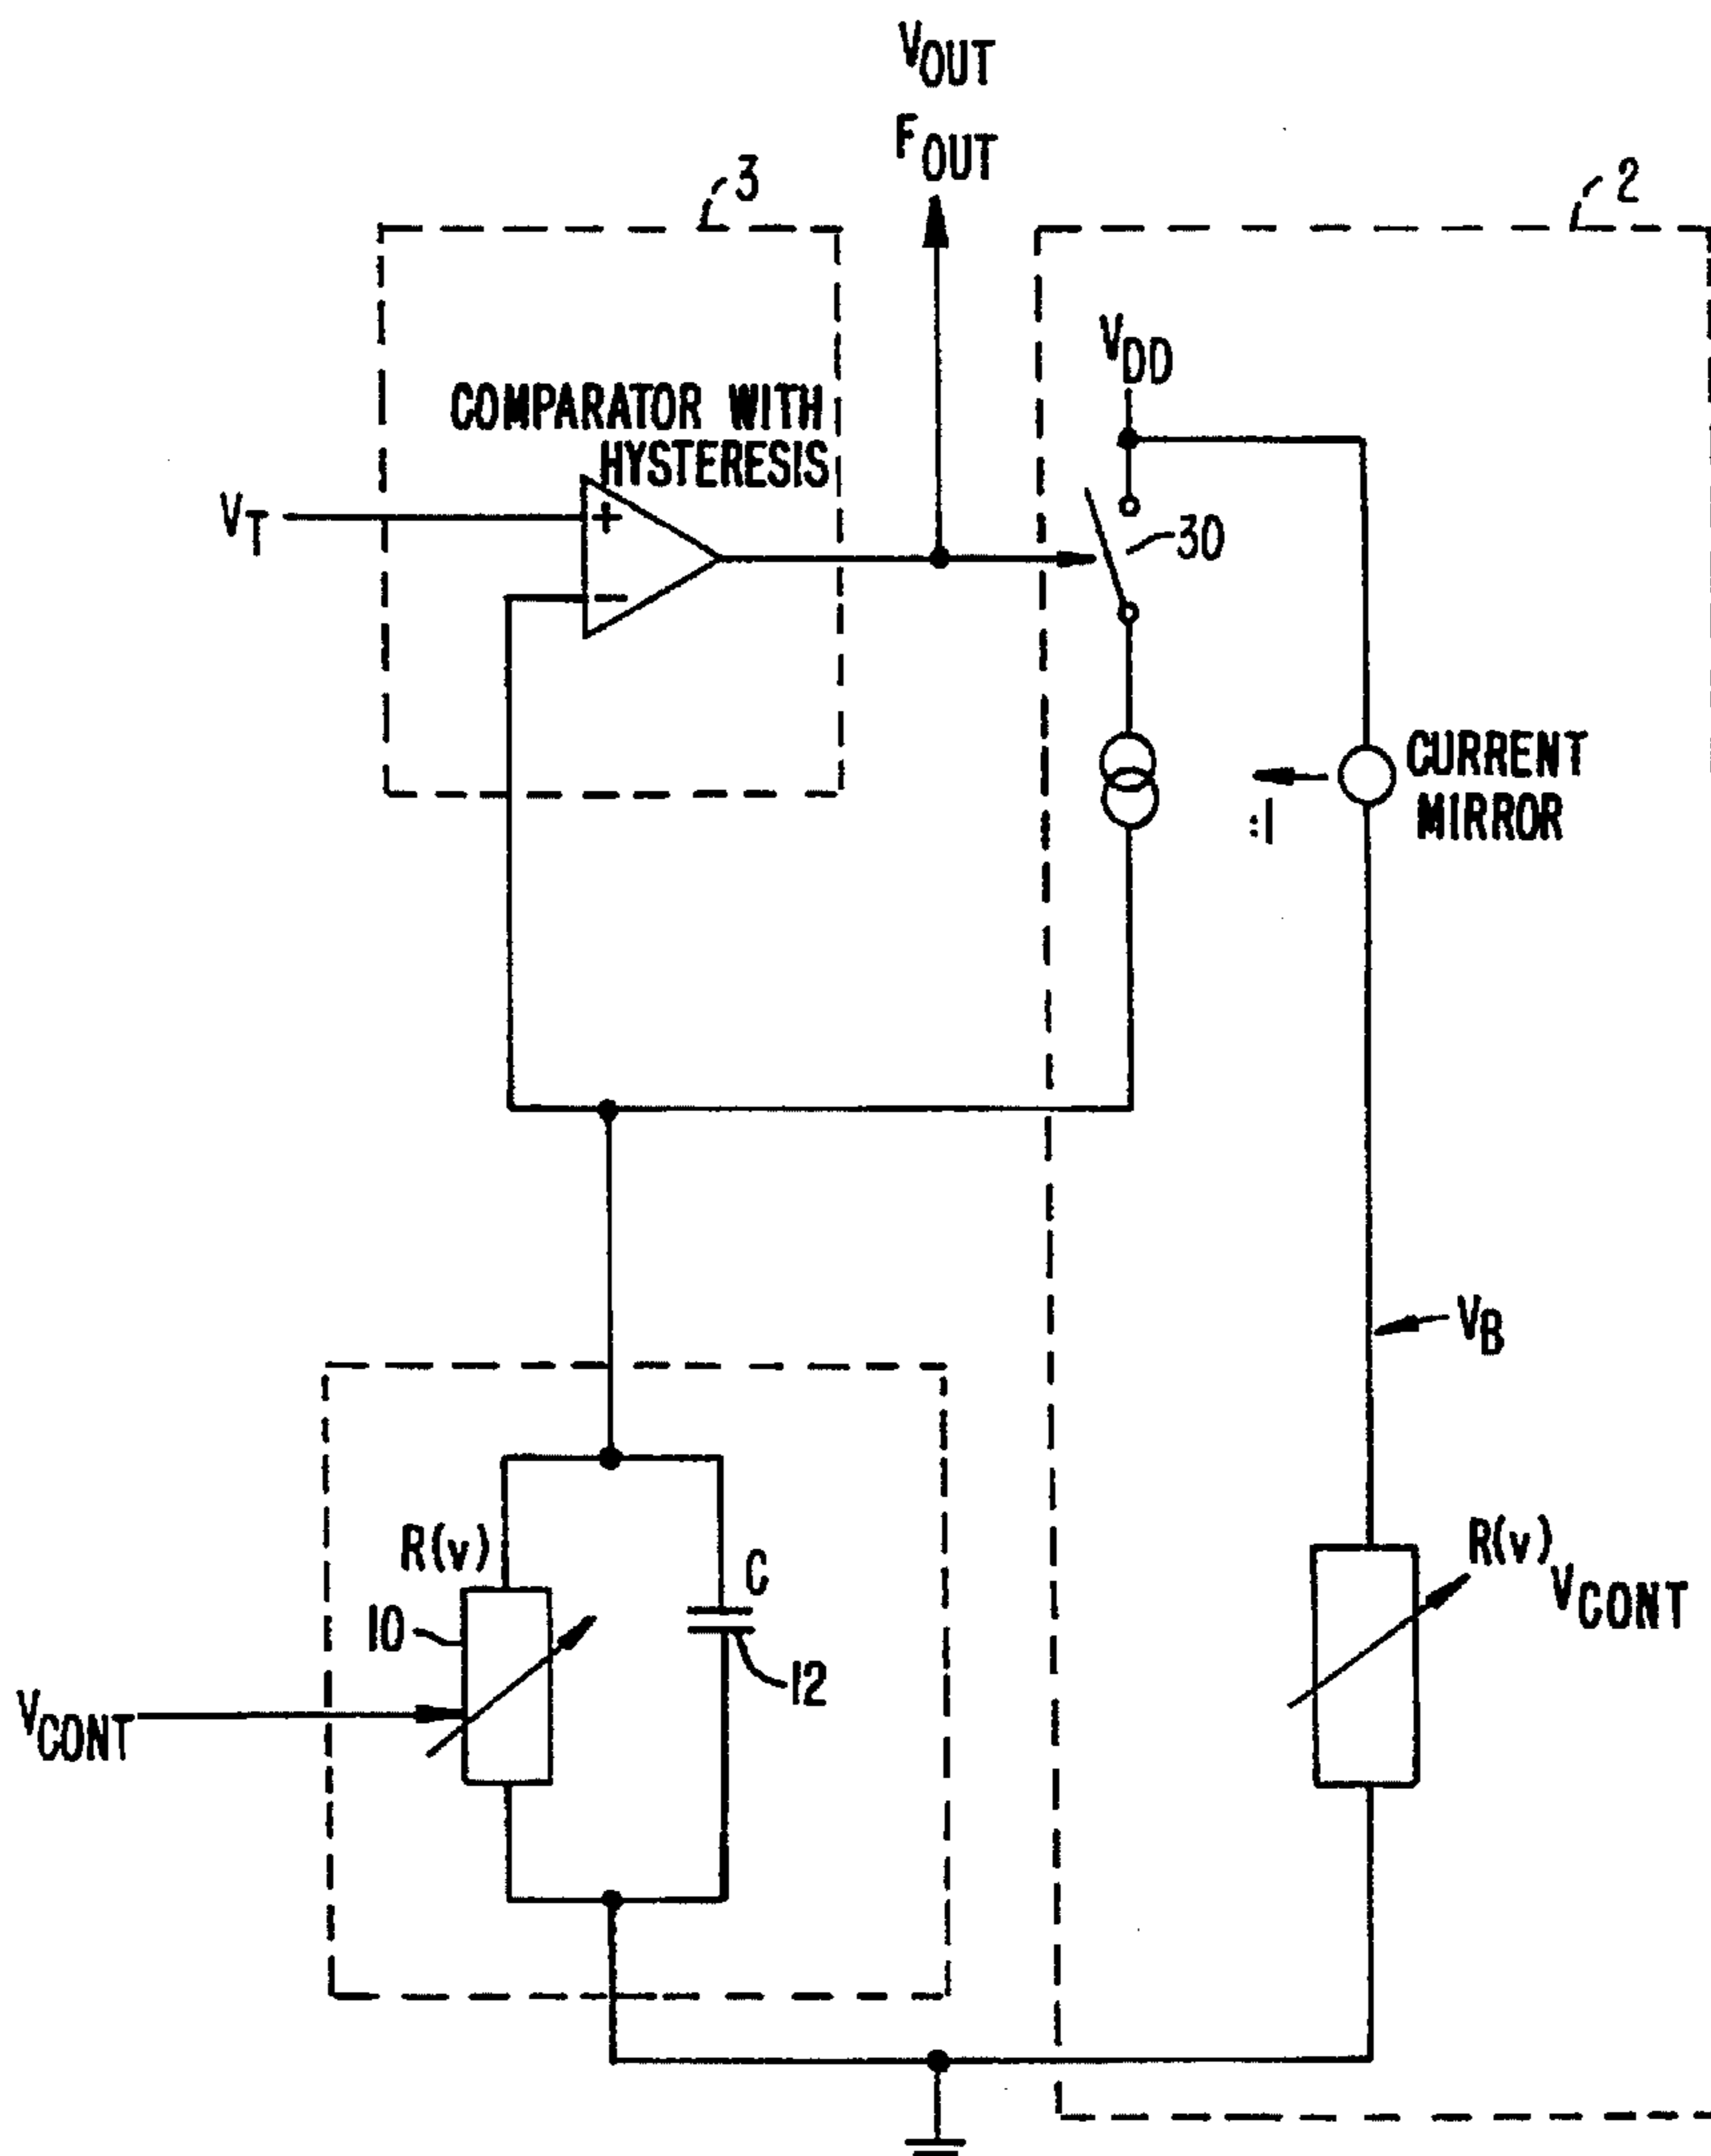 VOUT
FOUT
3
2
VDD
COMPARATOR WITH
HYSTERESIS
VT
+
−
30
CURRENT
MIRROR
:1
VB
R(v)
C
10
12
VCONT
R(v)
VCONT